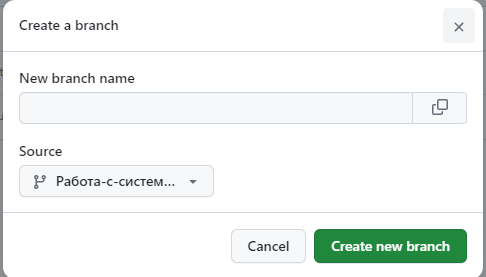 Create a branch
New branch name
Source
Работа-с-систем...
Cancel
Create new branch